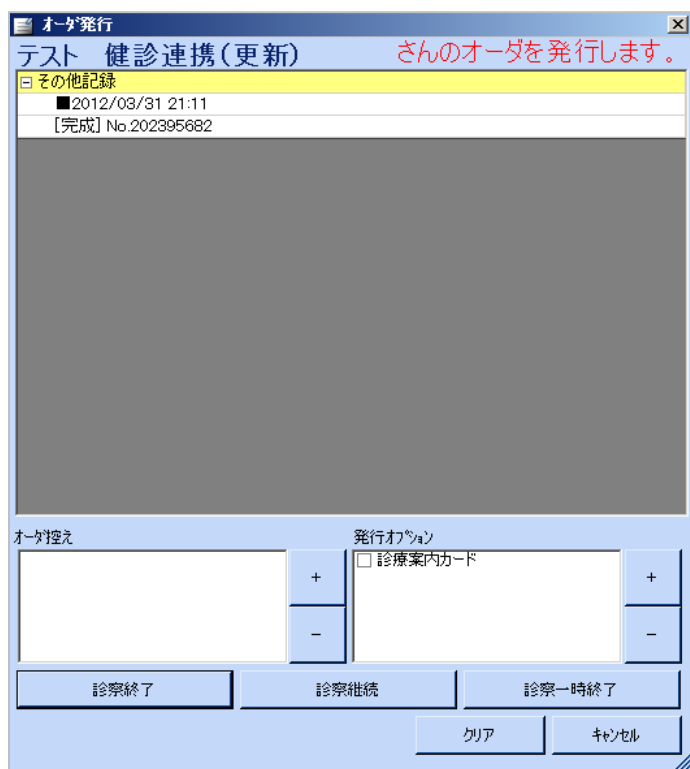 オーダ発行
テスト　健診連携(更新)　さんのオーダを発行します。
その他記録
■2012/03/31 21:11
[完成] No.202395682
オーダ控え　発行オプション
診療案内カード
+　+
−　−
診察終了　診察継続　診察一時終了
クリア　キャンセル